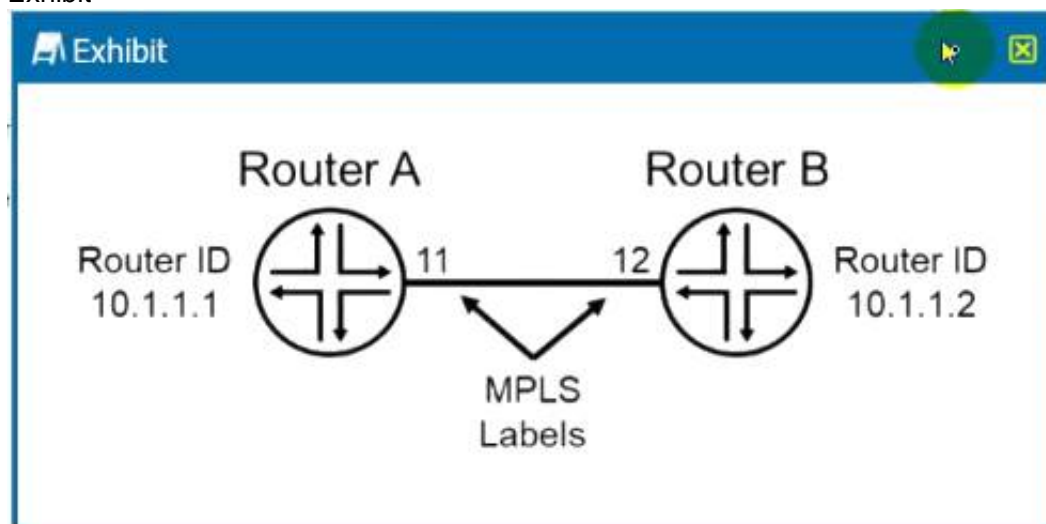 Exhibit
Router A
Router B
Router ID
10.1.1.1
11
12
Router ID
10.1.1.2
MPLS
Labels